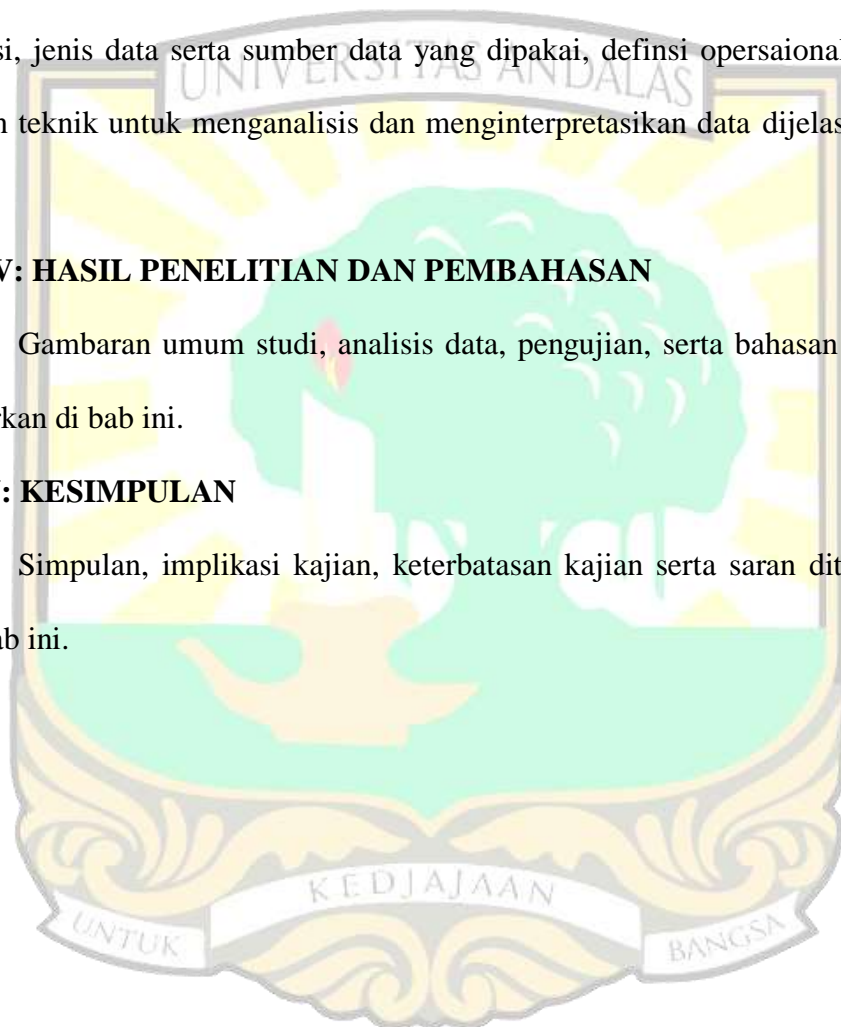 si, jenis data serta sumber data yang dipakai, definsi opersaional
UNIVERSITAS ANDALAS
n teknik untuk menganalisis dan menginterpretasikan data dijelas
V: HASIL PENELITIAN DAN PEMBAHASAN
Gambaran umum studi, analisis data, pengujian, serta bahasan
rkan di bab ini.
: KESIMPULAN
Simpulan, implikasi kajian, keterbatasan kajian serta saran dit
ab ini.
UNTUK KEDJAJAAN BANGSA